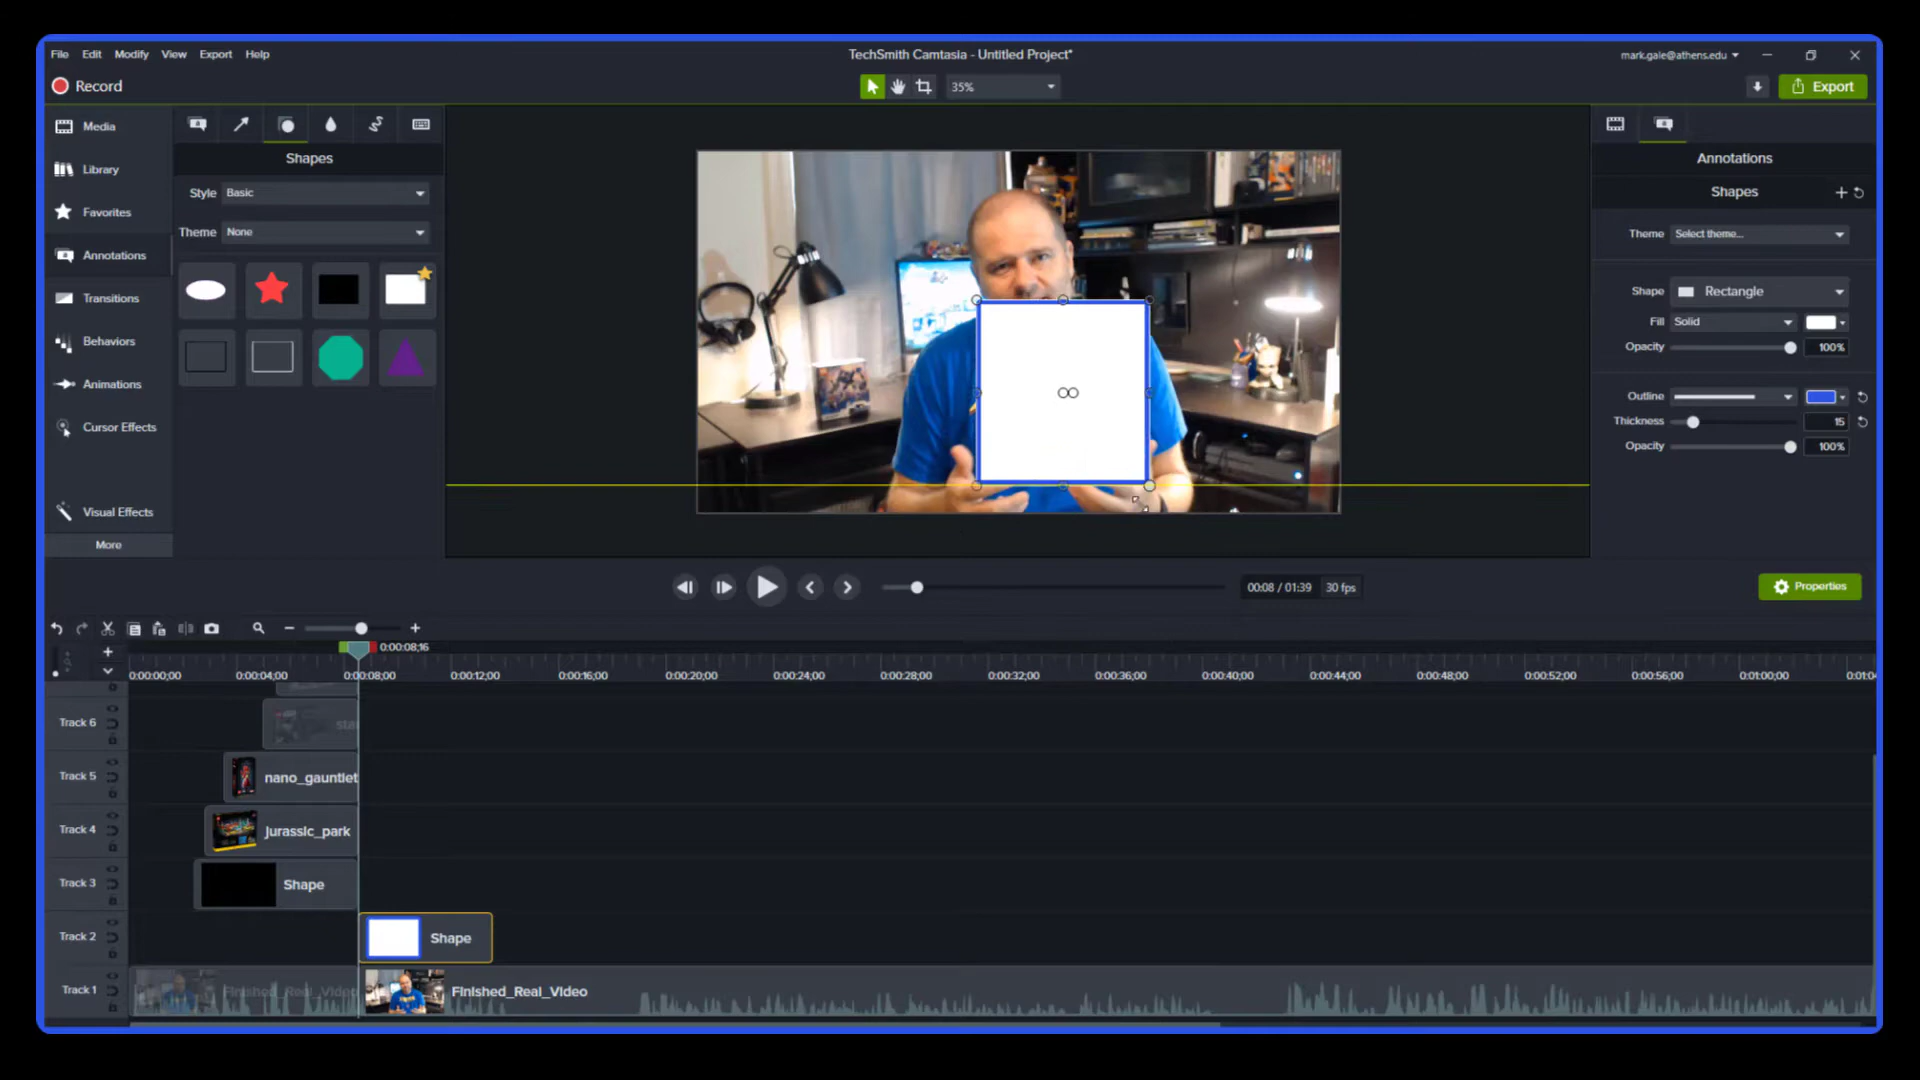 File Edit Modify View Export Help
TechSmith Camtasia - Untitled Project*
mark.gale@athens.edu
Record
35%
Export
Media
Library
Favorites
Annotations
Transitions
Behaviors
Animations
Cursor Effects
Visual Effects
More
Shapes
Style Basic
Theme None
Annotations
Shapes
Theme Select theme...
Shape Rectangle
Fill Solid
Opacity 100%
Outline
Thickness 15
Opacity 100%
00:08 / 01:39 30 fps
Properties
0:00:08;16
0:00:00;00 0:00:04;00 0:00:08;00 0:00:12;00 0:00:16;00 0:00:20;00 0:00:24;00 0:00:28;00 0:00:32;00 0:00:36;00 0:00:40;00 0:00:44;00 0:00:48;00 0:00:52;00 0:00:56;00 0:01:00;00 0:01:04
Track 6 sta
Track 5 nano_gauntlet
Track 4 jurassic_park
Track 3 Shape
Track 2 Shape
Track 1 Finished_Real_Video Finished_Real_Video